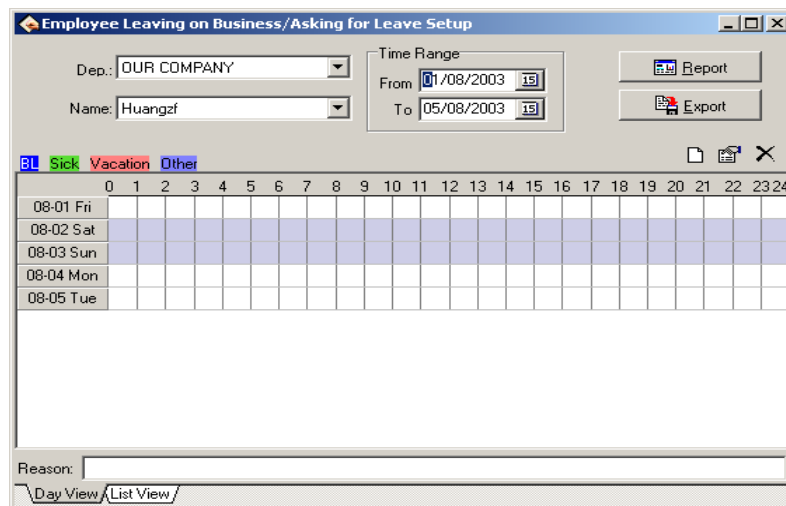 Employee Leaving on Business/Asking for Leave Setup
Dep.: OUR COMPANY
Name: Huangzf
Time Range
From 01/08/2003 15
To 05/08/2003 15
Report
Export
BL Sick Vacation Other
0 1 2 3 4 5 6 7 8 9 10 11 12 13 14 15 16 17 18 19 20 21 22 23 24
08-01 Fri
08-02 Sat
08-03 Sun
08-04 Mon
08-05 Tue
Reason:
Day View List View